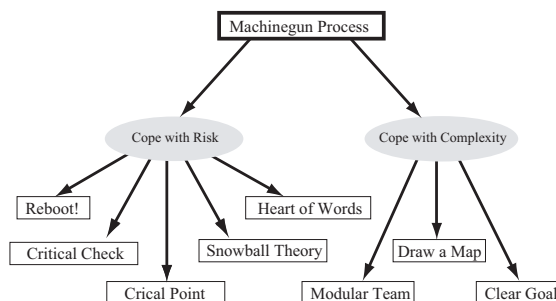 Machinegun Process
Cope with Risk
Cope with Complexity
Reboot!
Heart of Words
Critical Check
Snowball Theory
Draw a Map
Crical Point
Modular Team
Clear Goal